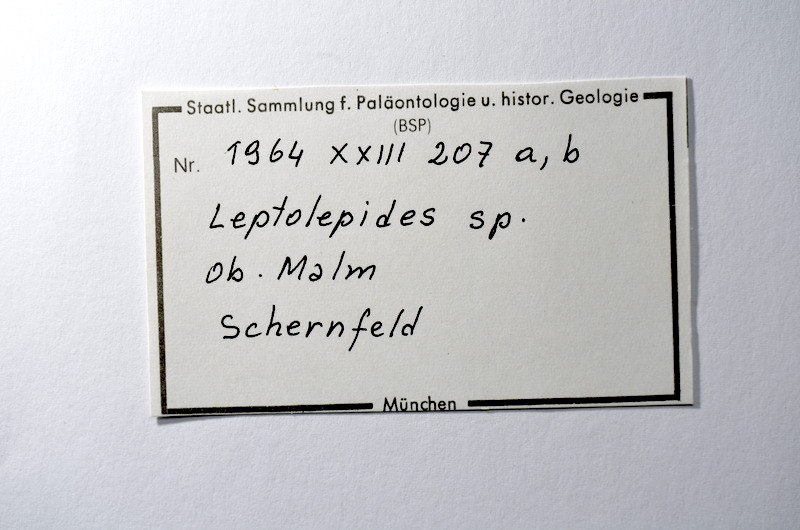 Staatl. Sammlung f. Paläontologie u. histor. Geologie
(BSP)
Nr. 1964 XXIII 207 a, b
Leptolepides sp.
ob. Malm
Schernfeld
München